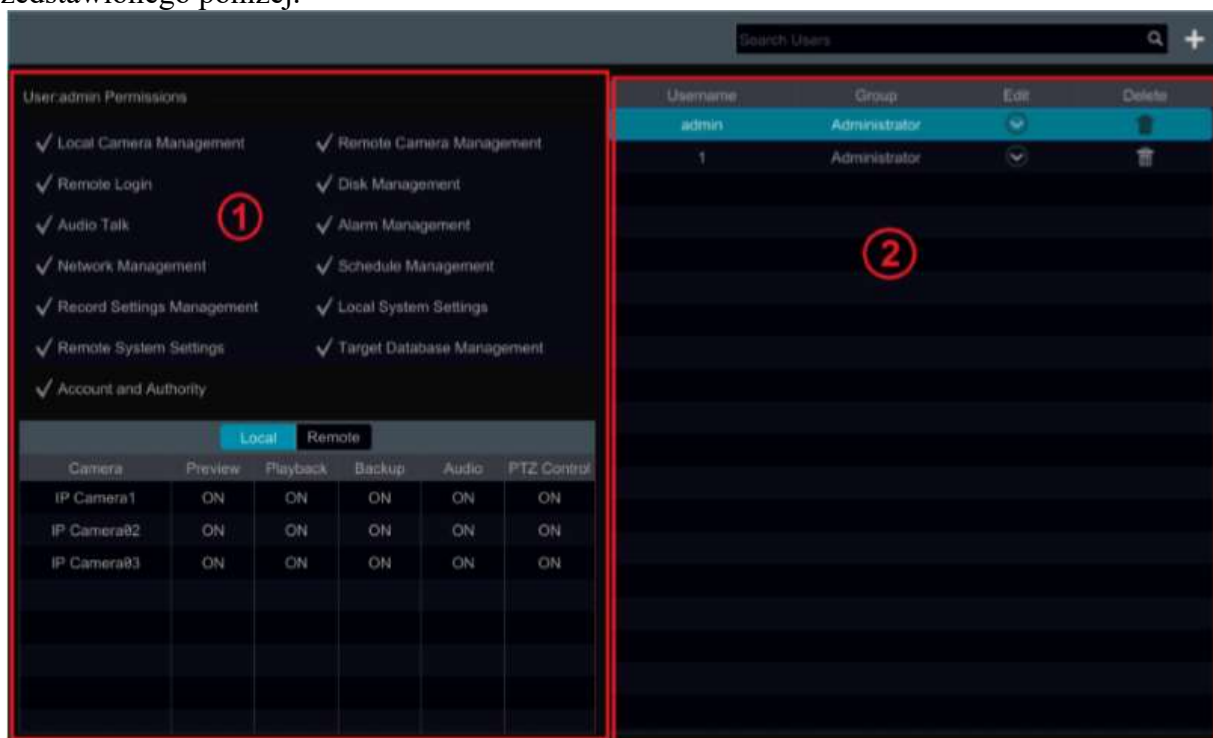 zedstawionego poniżej.
Search Users
User:admin Permissions
Local Camera Management
Remote Camera Management
Remote Login
Disk Management
Audio Talk
Alarm Management
Network Management
Schedule Management
Record Settings Management
Local System Settings
Remote System Settings
Target Database Management
Account and Authority
1
Local Remote
Camera Preview Playback Backup Audio PTZ Control
IP Camera1 ON ON ON ON ON
IP Camera02 ON ON ON ON ON
IP Camera03 ON ON ON ON ON
Username Group Edit Delete
admin Administrator
1 Administrator
2